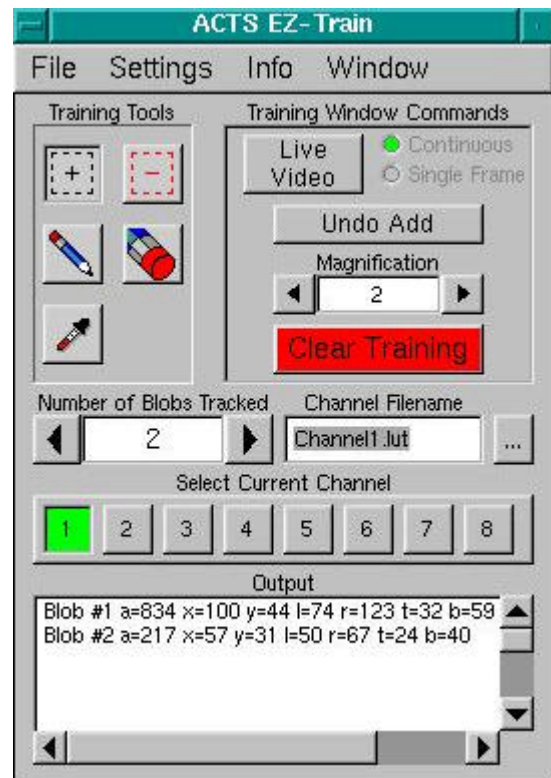 ACTS EZ-Train
File Settings Info Window
Training Tools
Training Window Commands
Live
Video
Continuous
Single Frame
Undo Add
Magnification
2
Clear Training
Number of Blobs Tracked
Channel Filename
2
Channel1.lut
...
Select Current Channel
1 2 3 4 5 6 7 8
Output
Blob #1 a=834 x=100 y=44 l=74 r=123 t=32 b=59
Blob #2 a=217 x=57 y=31 l=50 r=67 t=24 b=40